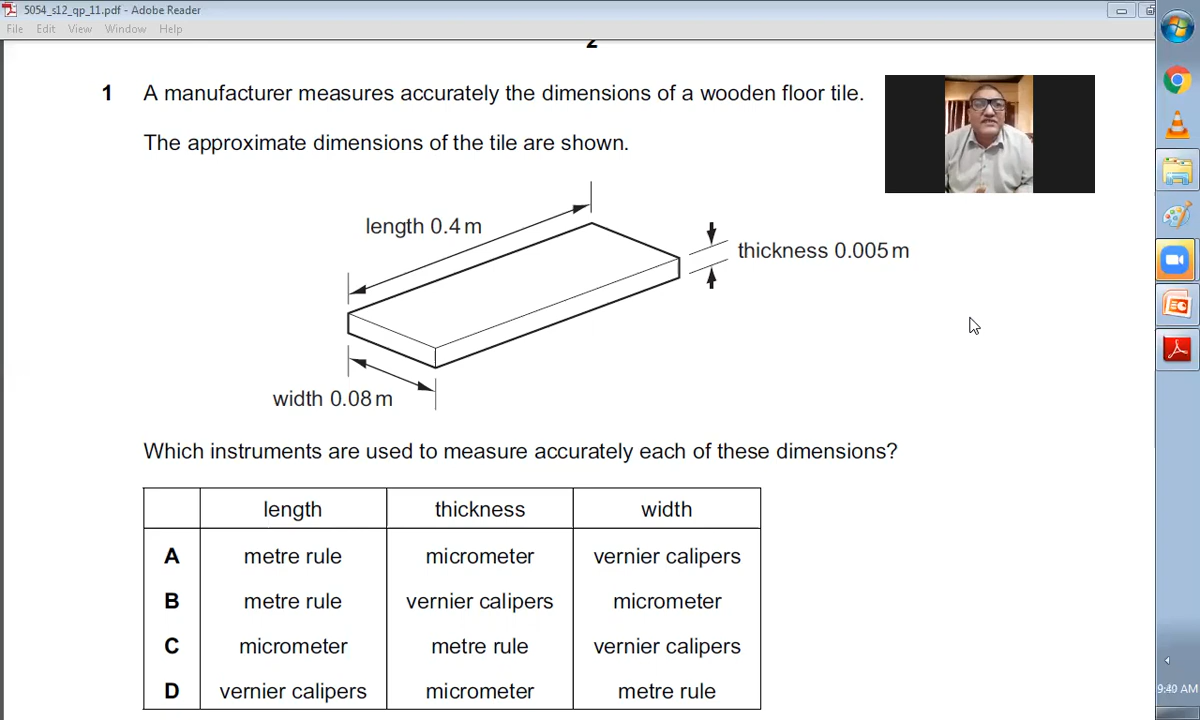 5054_s12_qp_11.pdf - Adobe Reader
File Edit View Window Help
2
1 A manufacturer measures accurately the dimensions of a wooden floor tile.
The approximate dimensions of the tile are shown.
length 0.4 m
thickness 0.005 m
width 0.08 m
Which instruments are used to measure accurately each of these dimensions?
length thickness width
A metre rule micrometer vernier calipers
B metre rule vernier calipers micrometer
C micrometer metre rule vernier calipers
D vernier calipers micrometer metre rule
9:40 AM